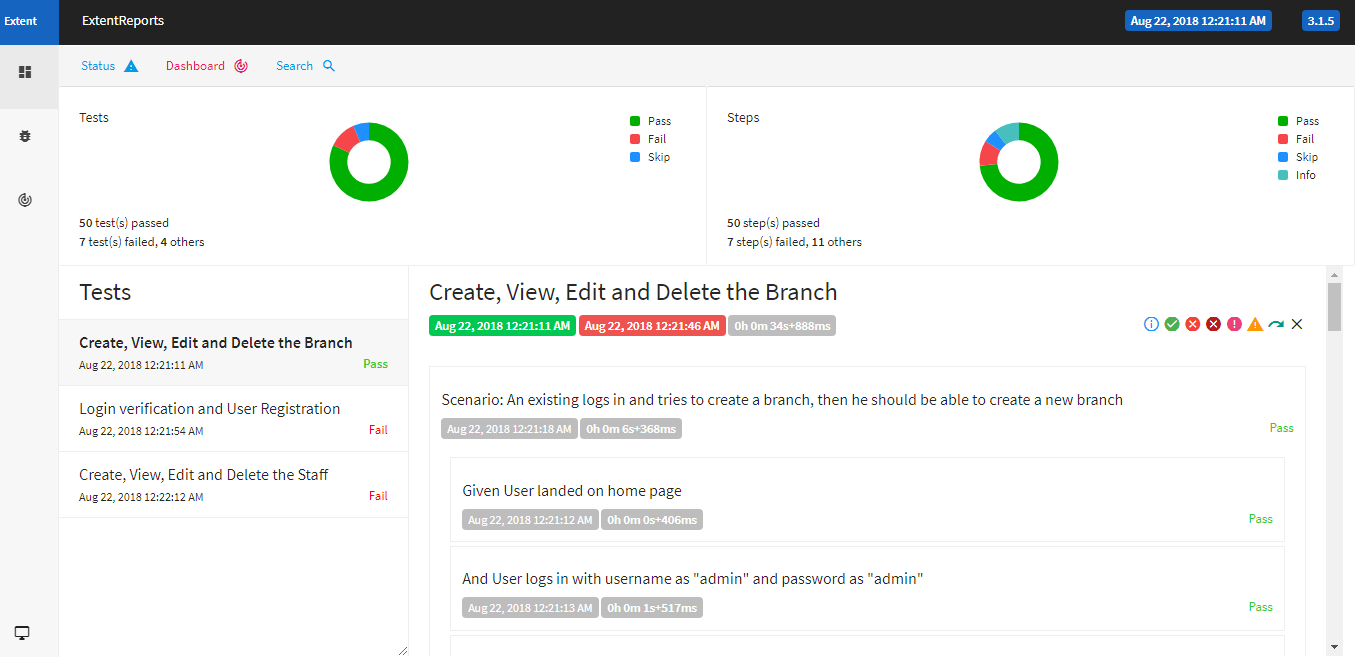 Extent
ExtentReports
Aug 22, 2018 12:21:11 AM
3.1.5
Status
Dashboard
Search
Tests
Pass
Fail
Skip
50 test(s) passed
7 test(s) failed, 4 others
Steps
Pass
Fail
Skip
Info
50 step(s) passed
7 step(s) failed, 11 others
Tests
Create, View, Edit and Delete the Branch
Aug 22, 2018 12:21:11 AM
Pass
Login verification and User Registration
Aug 22, 2018 12:21:54 AM
Fail
Create, View, Edit and Delete the Staff
Aug 22, 2018 12:22:12 AM
Fail
Create, View, Edit and Delete the Branch
Aug 22, 2018 12:21:11 AM Aug 22, 2018 12:21:46 AM 0h 0m 34s+888ms
Scenario: An existing logs in and tries to create a branch, then he should be able to create a new branch
Aug 22, 2018 12:21:18 AM 0h 0m 6s+368ms
Pass
Given User landed on home page
Aug 22, 2018 12:21:12 AM 0h 0m 0s+406ms
Pass
And User logs in with username as "admin" and password as "admin"
Aug 22, 2018 12:21:13 AM 0h 0m 1s+517ms
Pass